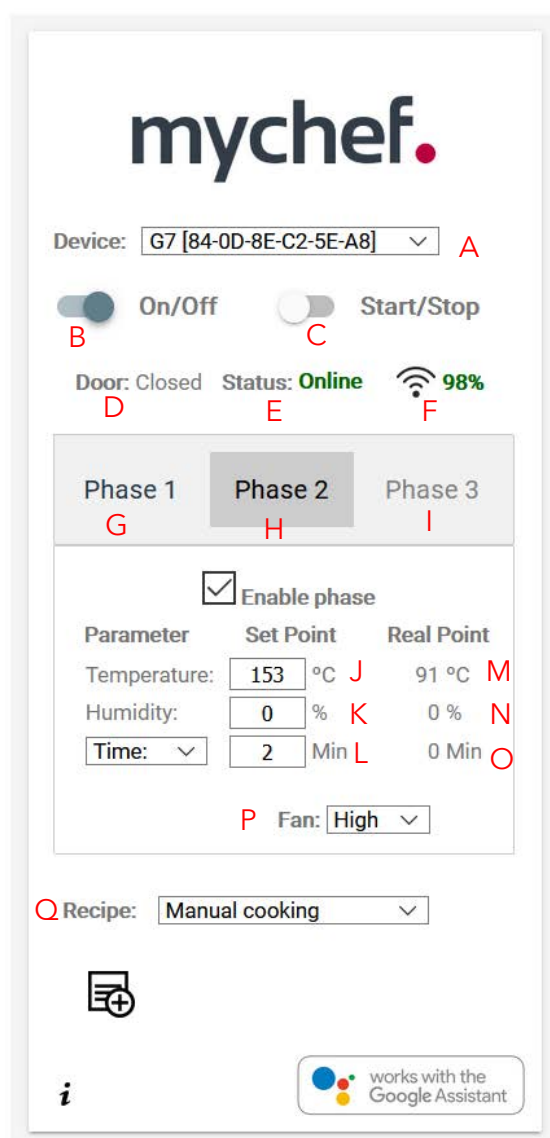 mychef.
Device: G7 [84-0D-8E-C2-5E-A8] A
On/Off Start/Stop
B C
Door: Closed Status: Online 98%
D E F
Phase 1 Phase 2 Phase 3
G H I
Enable phase
Parameter Set Point Real Point
Temperature: 153 ºC J 91 ºC M
Humidity: 0 % K 0 % N
Time: 2 Min L 0 Min O
P Fan: High
Q Recipe: Manual cooking
i
works with the
Google Assistant